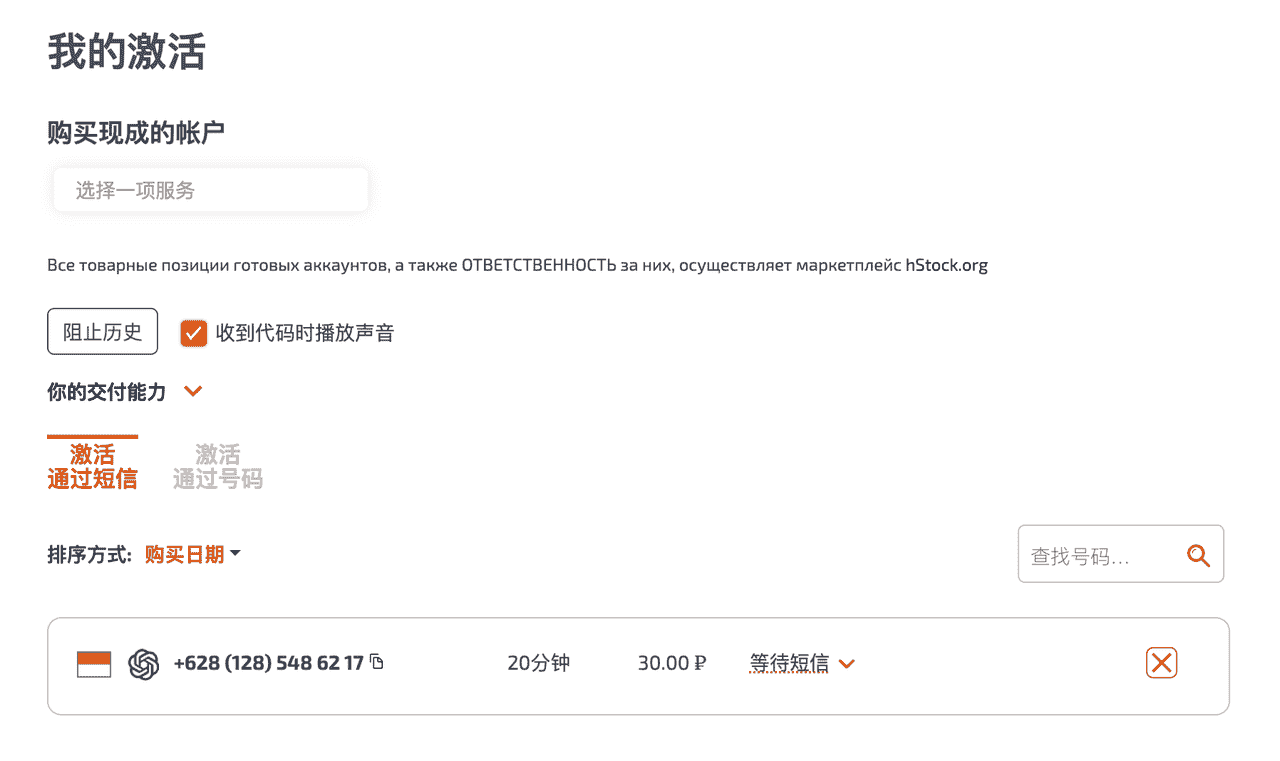 我的激活
购买现成的帐户
选择一项服务
Все товарные позиции готовых аккаунтов, а также ОТВЕТСТВЕННОСТЬ за них, осуществляет маркетплейс hStock.org
阻止历史 收到代码时播放声音
你的交付能力
激活
通过短信
激活
通过号码
排序方式: 购买日期
查找号码...
+628 (128) 548 62 17 20分钟 30.00 ₽ 等待短信